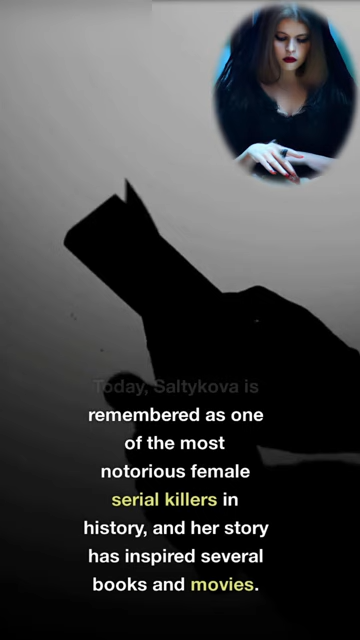 Today, Saltykova is
remembered as one
of the most
notorious female
serial killers in
history, and her story
has inspired several
books and movies.